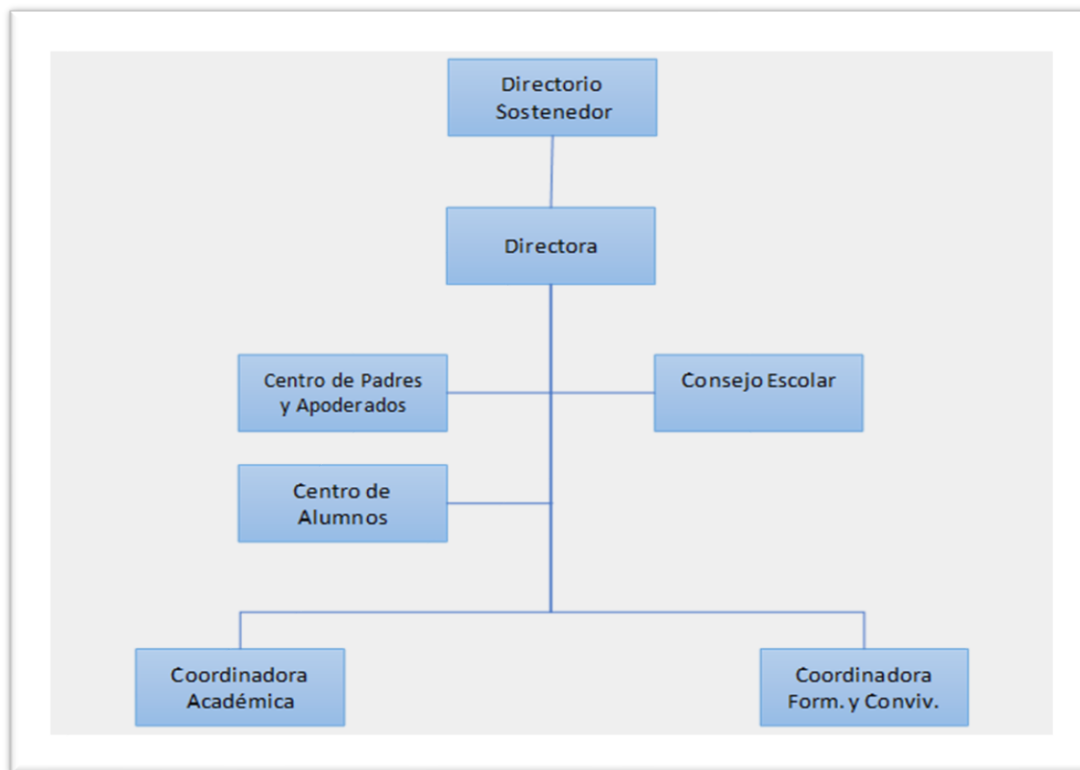 Directorio
Sostenedor
Directora
Centro de Padres
y Apoderados
Consejo Escolar
Centro de
Alumnos
Coordinadora
Académica
Coordinadora
Form. y Conviv.